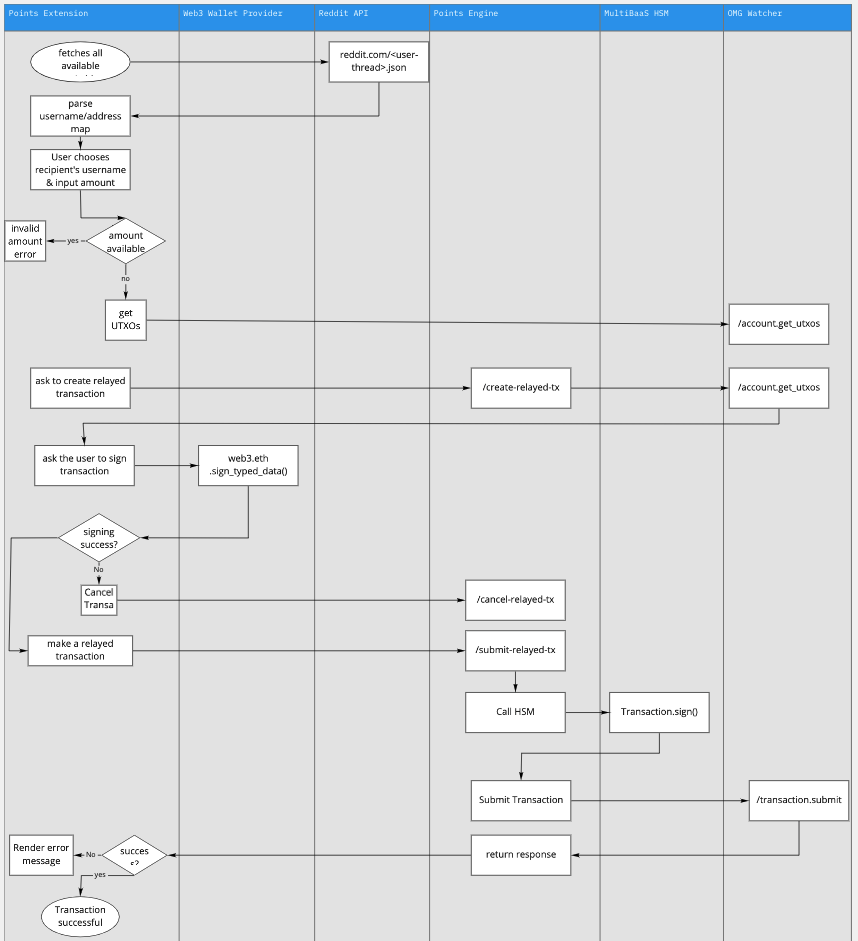 Points Extension
Web3 Wallet Provider
Reddit API
Points Engine
MultiBaaS HSM
OMG Watcher
fetches all
available
reddit.com/<user-
thread>.json
parse
username/address
map
User chooses
recipient's username
& input amount
invalid
amount
error
yes
amount
available
no
get
UTXOs
/account.get_utxos
ask to create relayed
transaction
/create-relayed-tx
/account.get_utxos
ask the user to sign
transaction
web3.eth
.sign_typed_data()
signing
success?
No
Cancel
Transa
/cancel-relayed-tx
make a relayed
transaction
/submit-relayed-tx
Call HSM
Transaction.sign()
Submit Transaction
/transaction.submit
Render error
message
No
succes
s?
return response
yes
Transaction
successful